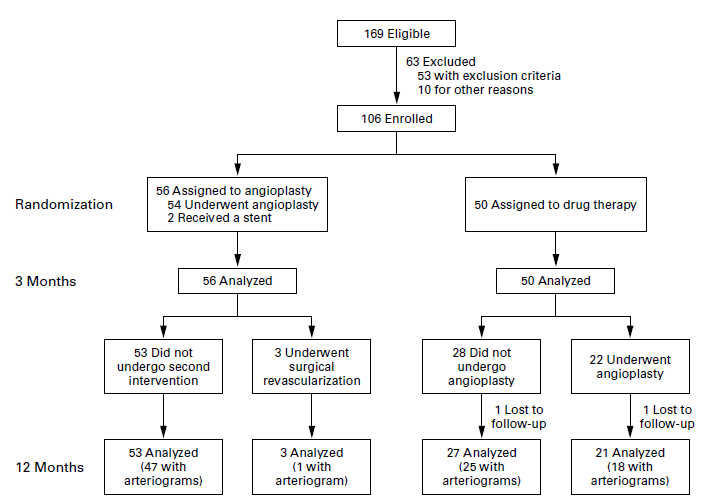 169 Eligible
63 Excluded
53 with exclusion criteria
10 for other reasons
106 Enrolled
Randomization
56 Assigned to angioplasty
54 Underwent angioplasty
2 Received a stent
50 Assigned to drug therapy
3 Months
56 Analyzed
50 Analyzed
53 Did not
undergo second
intervention
3 Underwent
surgical
revascularization
28 Did not
undergo
angioplasty
22 Underwent
angioplasty
1 Lost to
follow-up
1 Lost to
follow-up
12 Months
53 Analyzed
(47 with
arteriograms)
3 Analyzed
(1 with
arteriogram)
27 Analyzed
(25 with
arteriograms)
21 Analyzed
(18 with
arteriograms)